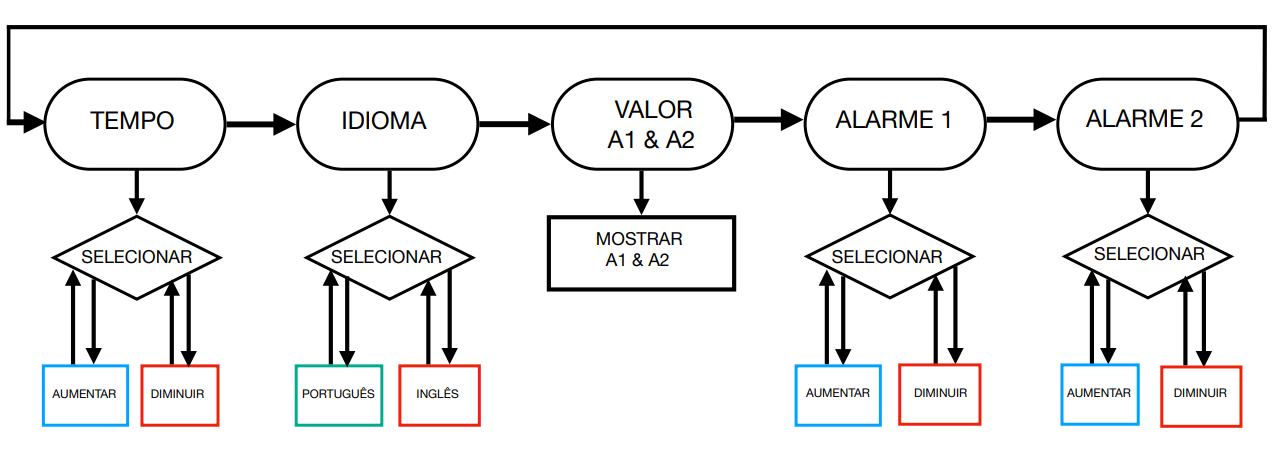 TEMPO
IDIOMA
VALOR
A1 & A2
ALARME 1
ALARME 2
SELECIONAR
SELECIONAR
MOSTRAR
A1 & A2
SELECIONAR
SELECIONAR
AUMENTAR
DIMINUIR
PORTUGUÊS
INGLÊS
AUMENTAR
DIMINUIR
AUMENTAR
DIMINUIR